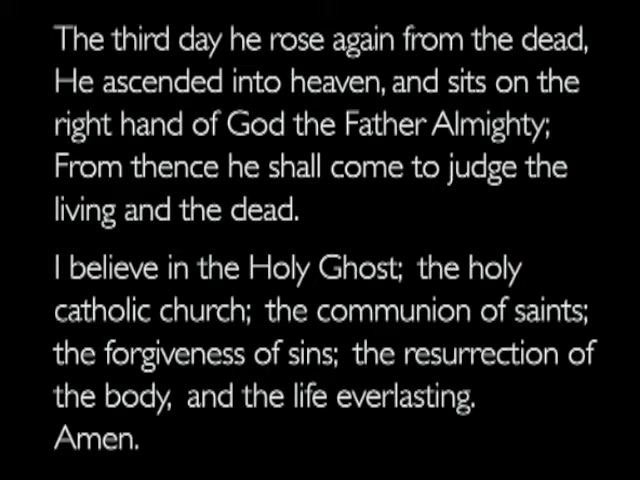 The third day he rose again from the dead,
He ascended into heaven, and sits on the
right hand of God the Father Almighty;
From thence he shall come to judge the
living and the dead.
I believe in the Holy Ghost; the holy
catholic church; the communion of saints;
the forgiveness of sins; the resurrection of
the body, and the life everlasting.
Amen.